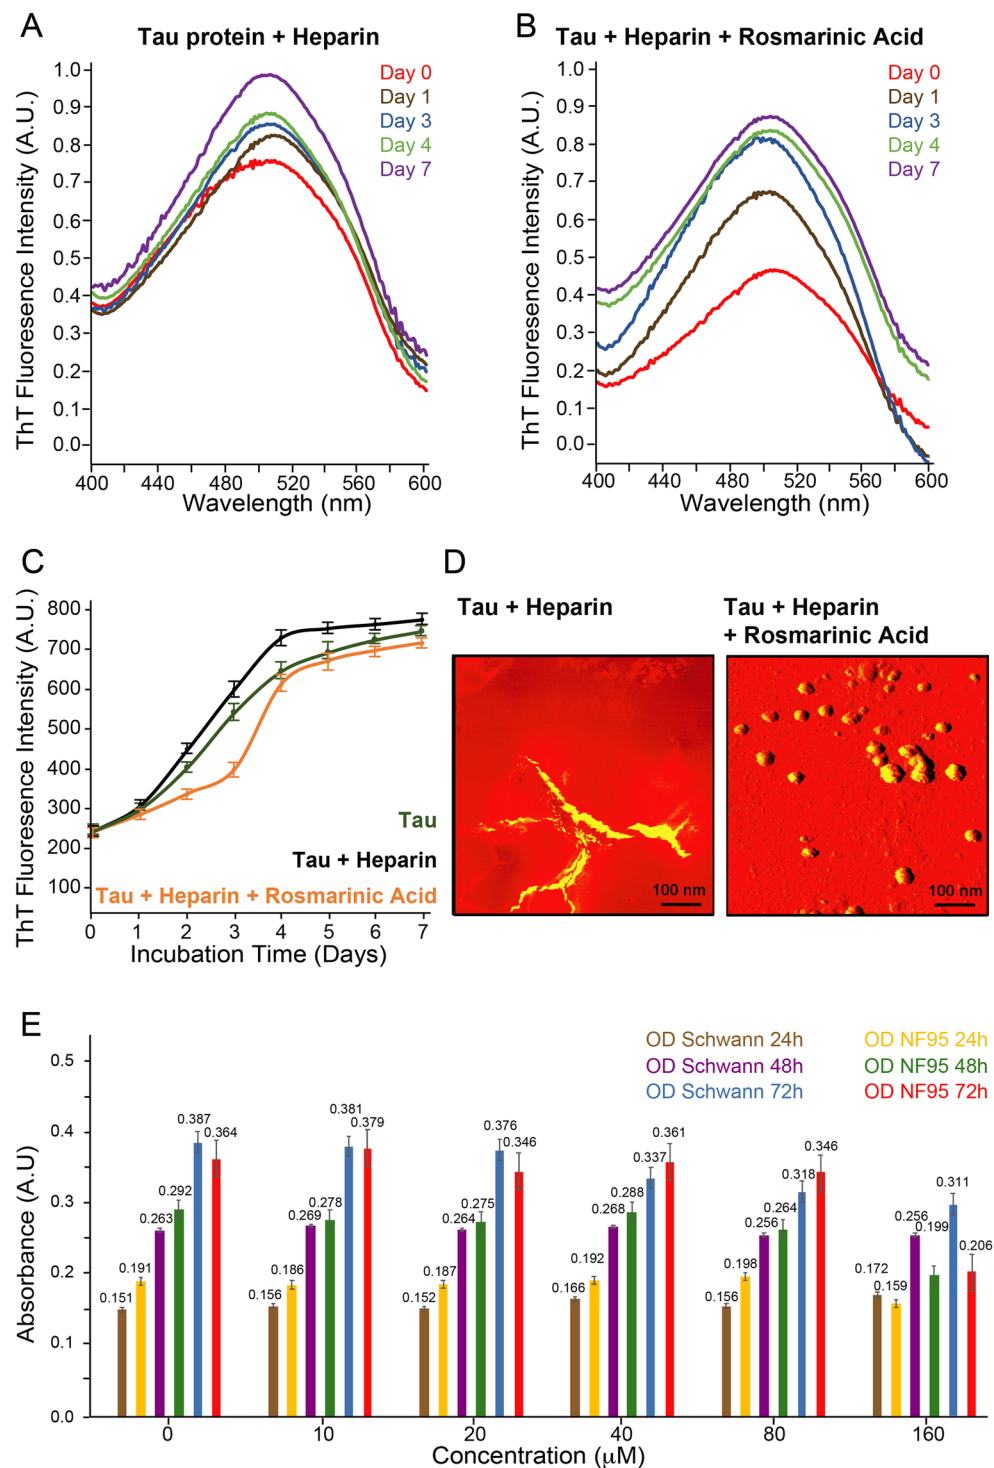 A
Tau protein + Heparin
ThT Fluoresence Intensity (A.U.)
1.0
0.9
0.8
0.7
0.6
0.5
0.4
0.3
0.2
0.1
0.0
Day 0
Day 1
Day 3
Day 4
Day 7
400 440 480 520 560 600
Wavelength (nm)
B
Tau + Heparin + Rosmarinic Acid
ThT Fluoresence Intensity (A.U.)
1.0
0.9
0.8
0.7
0.6
0.5
0.4
0.3
0.2
0.1
0.0
Day 0
Day 1
Day 3
Day 4
Day 7
400 440 480 520 560 600
Wavelength (nm)
C
ThT Fluoresence Intensity (A.U.)
800
700
600
500
400
300
200
100
Tau
Tau + Heparin
Tau + Heparin + Rosmarinic Acid
0 1 2 3 4 5 6 7
Incubation Time (Days)
D
Tau + Heparin
100 nm
Tau + Heparin
+ Rosmarinic Acid
100 nm
E
OD Schwann 24h
OD Schwann 48h
OD Schwann 72h
OD NF95 24h
OD NF95 48h
OD NF95 72h
Absorbance (A.U)
0.5
0.4
0.3
0.2
0.1
0.0
0.151 0.191 0.263 0.292 0.387 0.364
0.156 0.186 0.269 0.278 0.381 0.379
0.152 0.187 0.264 0.275 0.376 0.346
0.166 0.192 0.268 0.288 0.337 0.361
0.156 0.198 0.256 0.264 0.318 0.346
0.172 0.159 0.256 0.199 0.311 0.206
0 10 20 40 80 160
Concentration (μM)